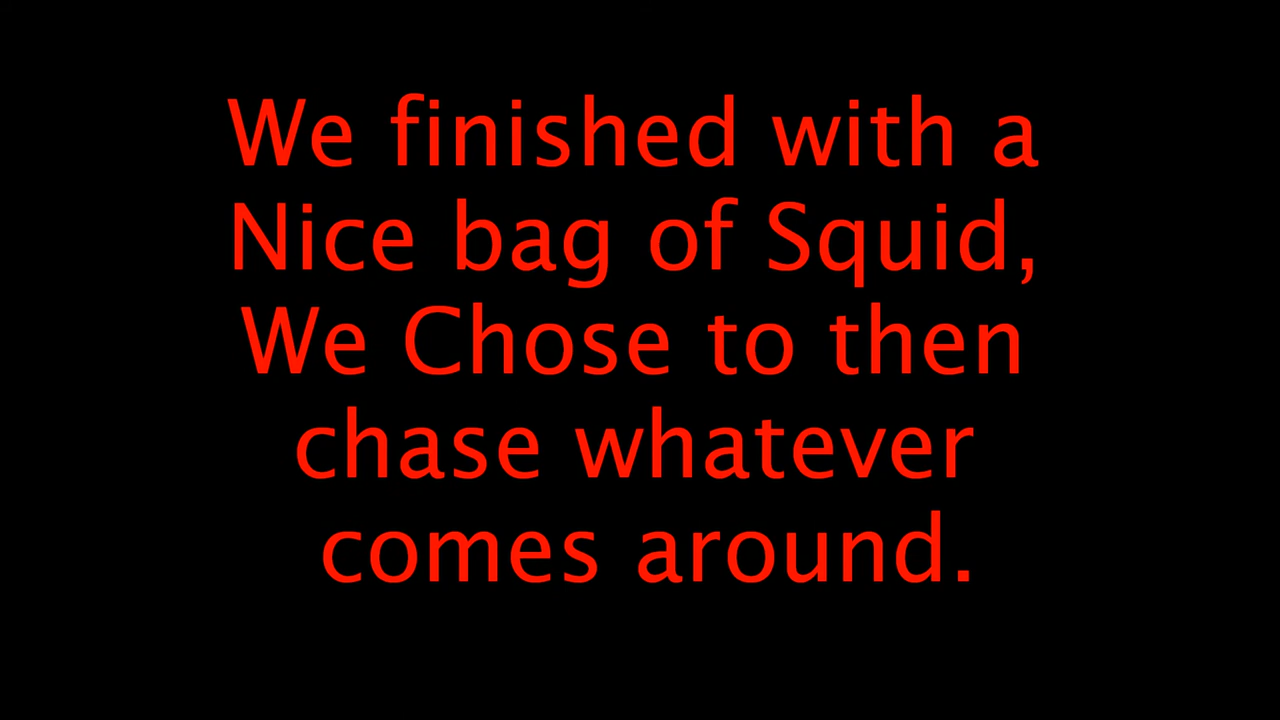 We finished with a
Nice bag of Squid,
We Chose to then
chase whatever
comes around.